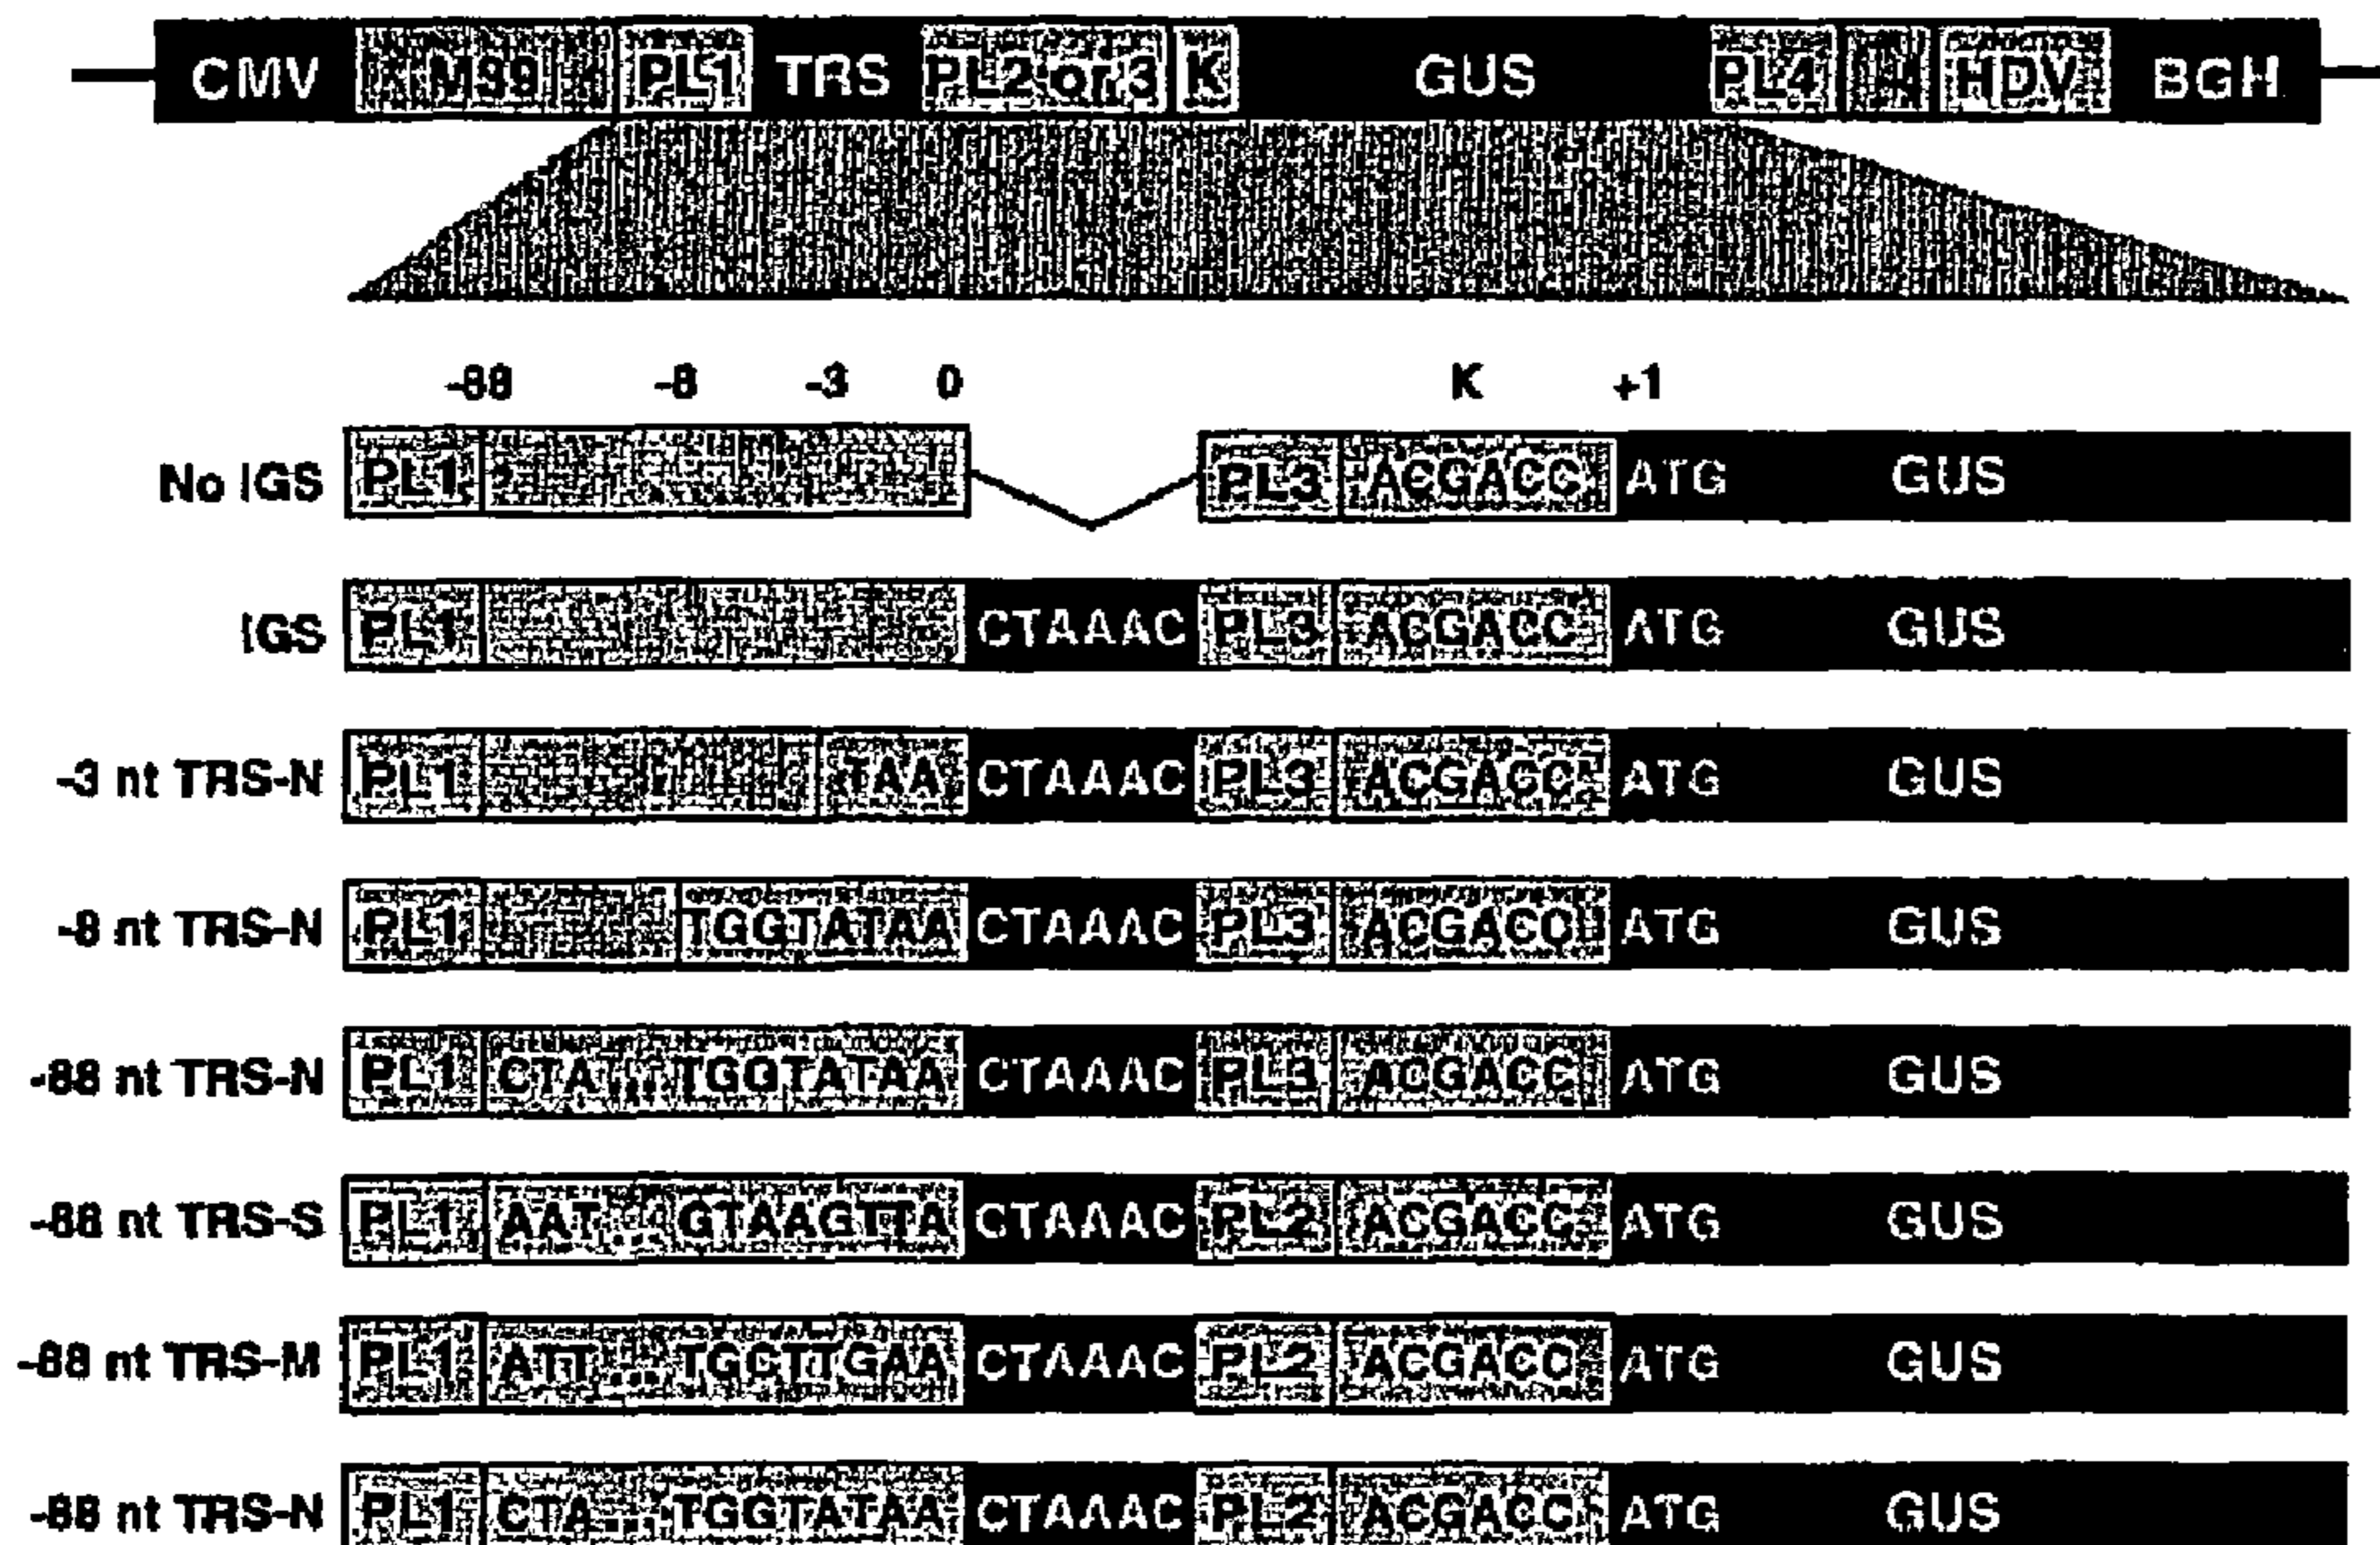 CMV M39 PL1 TRS PL2 or 3 K GUS PL4 HDV BGH
-88 -8 -3 0 K +1
No IGS PL1 PL3 ACGACC ATG GUS
IGS PL1 CTAAAC PL3 ACGACC ATG GUS
-3 nt TRS-N PL1 TAA CTAAAC PL3 ACGACC ATG GUS
-8 nt TRS-N PL1 TGGTATAA CTAAAC PL3 ACGACC ATG GUS
-88 nt TRS-N PL1 CTA...TGGTATAA CTAAAC PL3 ACGACC ATG GUS
-88 nt TRS-S PL1 AAT...GTAAGTTA CTAAAC PL2 ACGACC ATG GUS
-88 nt TRS-M PL1 ATT...TGCTTGAA CTAAAC PL2 ACGACC ATG GUS
-88 nt TRS-N PL1 CTA...TGGTATAA CTAAAC PL2 ACGACC ATG GUS